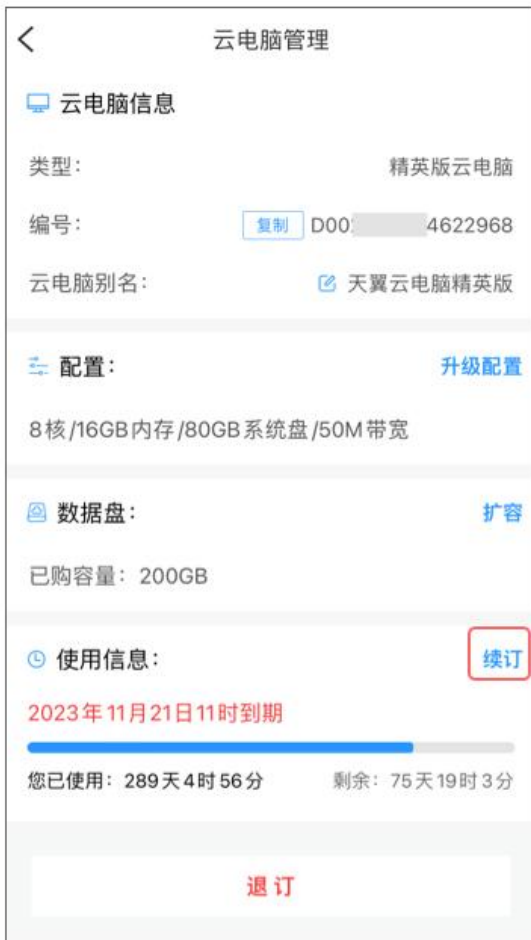 云电脑管理
云电脑信息
类型： 精英版云电脑
编号： 复制 D00 4622968
云电脑别名： 天翼云电脑精英版
配置： 升级配置
8核/16GB内存/80GB系统盘/50M带宽
数据盘： 扩容
已购容量：200GB
使用信息： 续订
2023年11月21日11时到期
您已使用：289天4时56分 剩余：75天19时3分
退订